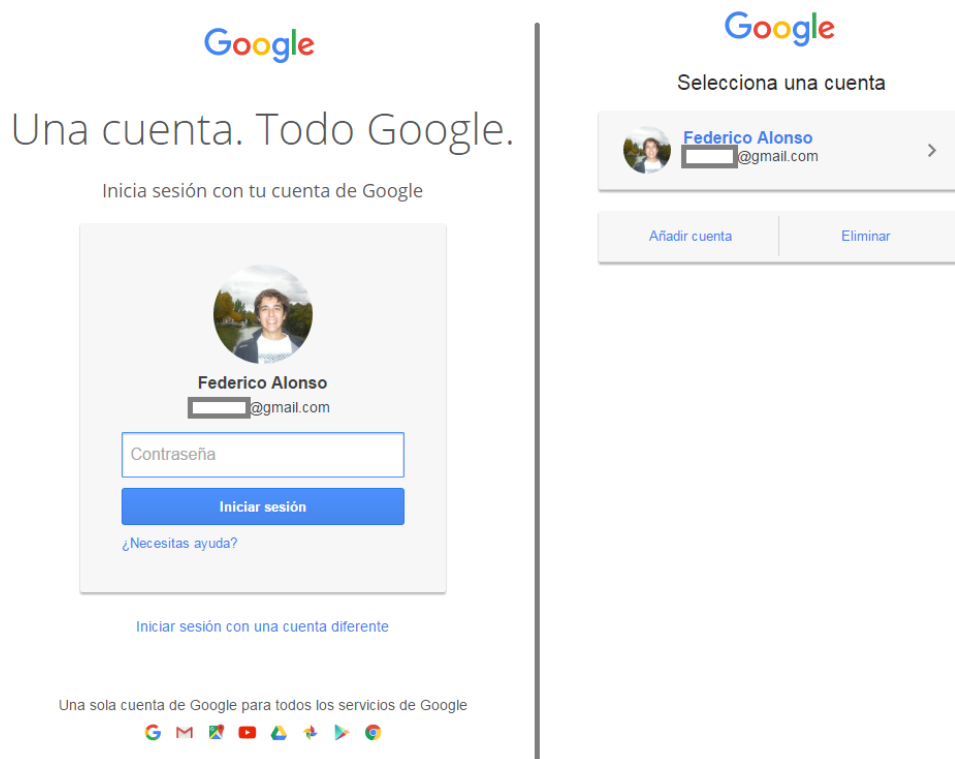 Google
Una cuenta. Todo Google.
Inicia sesión con tu cuenta de Google
Federico Alonso
@gmail.com
Contraseña
Iniciar sesión
¿Necesitas ayuda?
Iniciar sesión con una cuenta diferente
Una sola cuenta de Google para todos los servicios de Google
Google
Selecciona una cuenta
Federico Alonso
@gmail.com
Añadir cuenta
Eliminar